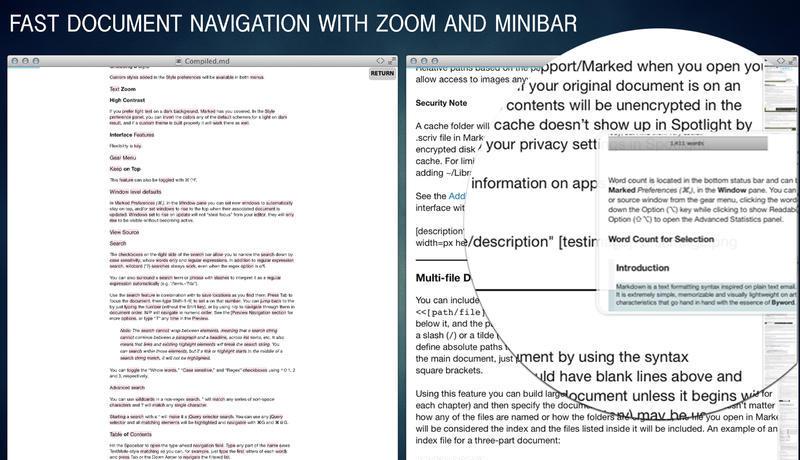 FAST DOCUMENT NAVIGATION WITH ZOOM AND MINIBAR
Compiled.md
RETURN
Custom styles added in the Style preferences will be available in both menus.
Text Zoom
High Contrast
If you prefer light text on a dark background, Marked has you covered. In the Style
preference panel, you can invert the colors any of the default schemes for a light on dark
result, and if a custom theme is built properly it will work there as well.
Interface Features
Flexibility is key.
Gear Menu
Keep on Top
This feature can also be toggled with
Window level defaults
In Marked Preferences (⌘,), in the Window pane, you can set new windows to automatically
stay on top, and/or set windows to rise to the top when their associated document is
updated. Windows set to rise on update will not "steal focus" from your editor, they will only
rise to be visible without becoming active.
View Source
Search
The checkboxes on the right side of the search bar allow you to narrow the search down by
case sensitivity, whole words only and regular expressions. In addition to regular expression
search, wildcard (?) searches always work, even when the regex option is off.
You can also surround a search term or phrase with slashes to interpret it as a regular
expression automatically
Use the search feature in combination with
Note: The search cannot wrap between elements, meaning that a search string
cannot continue between a paragraph and a headline, across list items, etc. It also
means that links and existing highlight elements will break the search string. You
can search within those elements, but if a link or highlight starts in the middle of a
search string match, it will not be highlighted.
You can toggle the "Whole words," "Case sensitive," and "Regex" checkboxes using ^⌥ 1, 2
and 3, respectively.
Advanced search
You can use wildcards in a non-regex search. * will match any series of non-space
characters and ? will match any single character.
Starting a search with a * will make it a jQuery selector search. You can use any jQuery
selector and all matching elements will be highlighted and navigable with ⌘G and ⌘⇧G.
Table of Contents
Hit the Spacebar to open the type-ahead navigation field. Type any part of the name (uses
TextMate-style matching so you can, for example, just type the first letters of each word)
and press Tab or the Down Arrow to navigate the filtered list.
Relative paths based on the
allow access to images any
Security Note
A cache folder will
.scriv file in Mark
encrypted disk
cache. For limi
adding ~/Libr
See the Add
interface wit
[description
width=px he
Multi-file D
You can include
<<[path/file]
below it, and the p
a slash (/) or a tilde (
define absolute paths
the main document, just
square brackets.
Using this feature you can build large
each chapter) and then specify the docum
how any of the files are named or how the folders are
will be considered the index and the files listed inside it will be included. An example of an
index file for a three-part document:
pport/Marked when you open you
if your original document is on an
contents will be unencrypted in the
cache doesn't show up in Spotlight by
your privacy setti
information on app
/description" [testim
ument by using the syntax
uld have blank lines above and
ocument unless it begins w
may be
matter
you open in Marke
1,411 words
Word count is located in the bottom status bar and can b
Marked Preferences (⌘,), in the Window pane. You can
or source window from the gear menu, clicking the word
down the Option (⌥) key while clicking to show Readab
Option (⇧⌥) to open the Advanced Statistics panel.
Word Count for Selection
Introduction
Markdown is a text formatting syntax inspired on plain text email.
It is extremely simple, memorizable and visually lightweight on art
characteristics that go hand in hand with the essence of Byword.